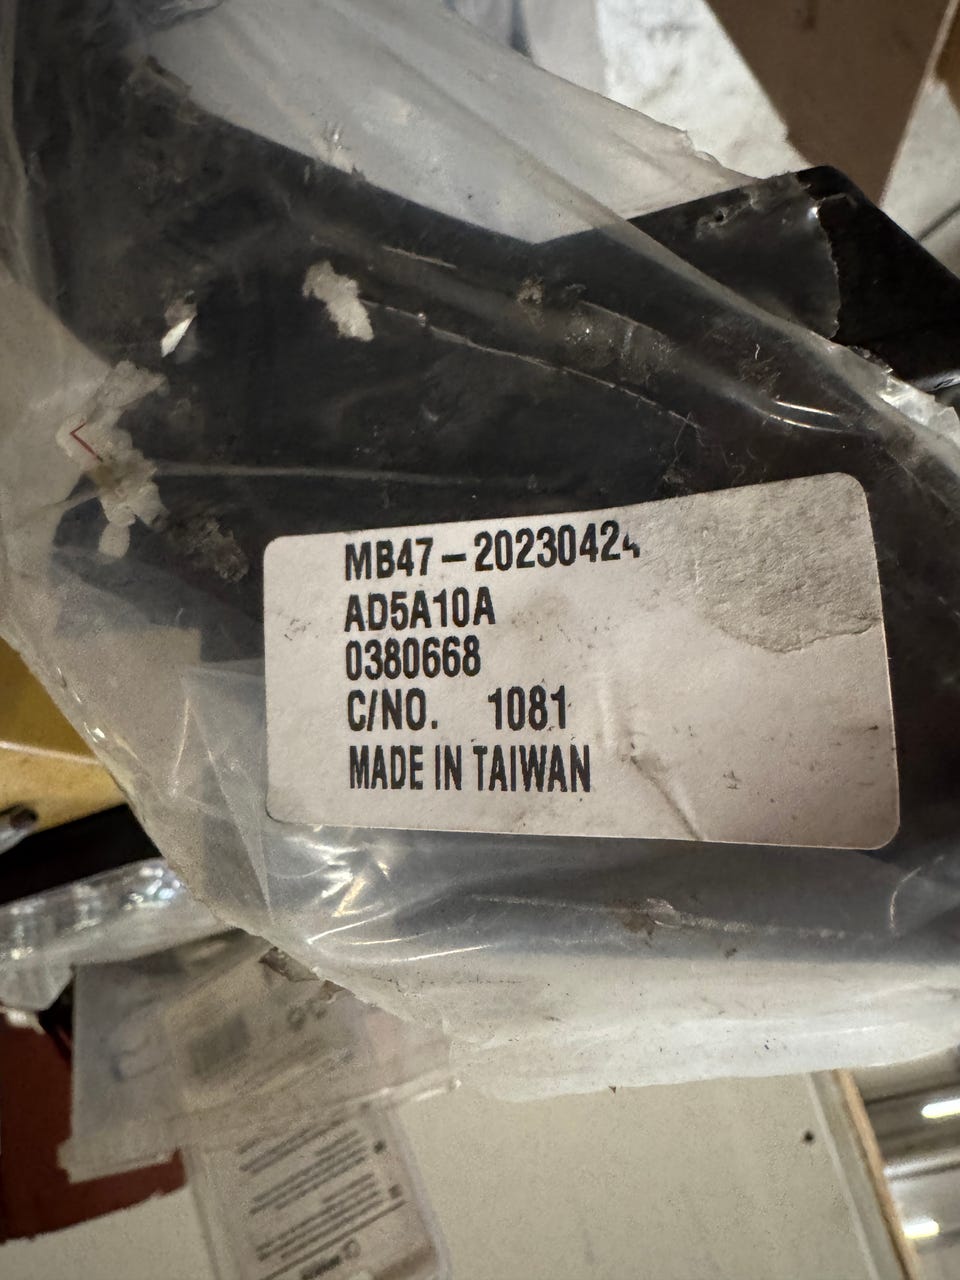 MB47-20230424
AD5A10A
0380668
C/NO. 1081
MADE IN TAIWAN